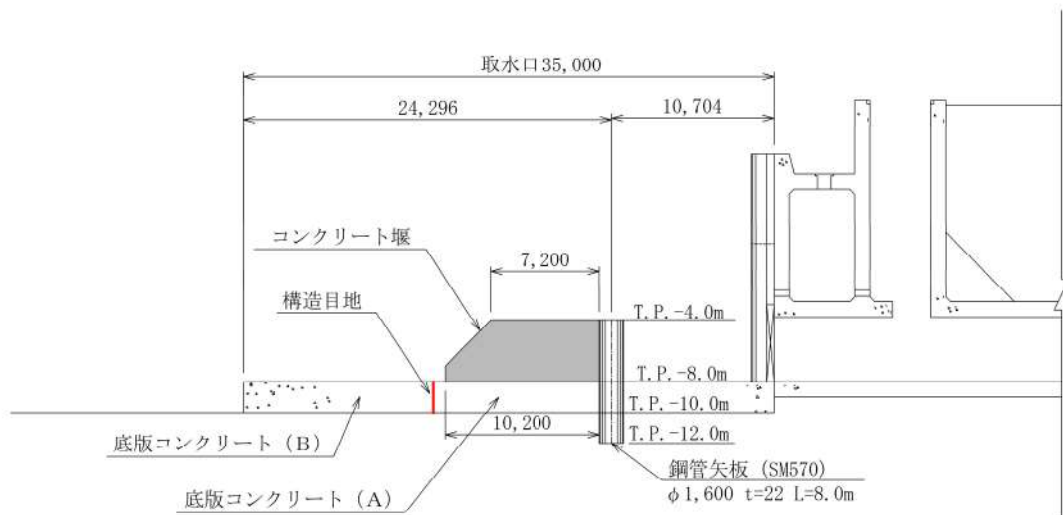 取水口35,000
24,296
10,704
コンクリート堰
7,200
構造目地
T.P.-4.0m
T.P.-8.0m
T.P.-10.0m
10,200
T.P.-12.0m
底版コンクリート（B）
鋼管矢板（SM570）
φ1,600 t=22 L=8.0m
底版コンクリート（A）